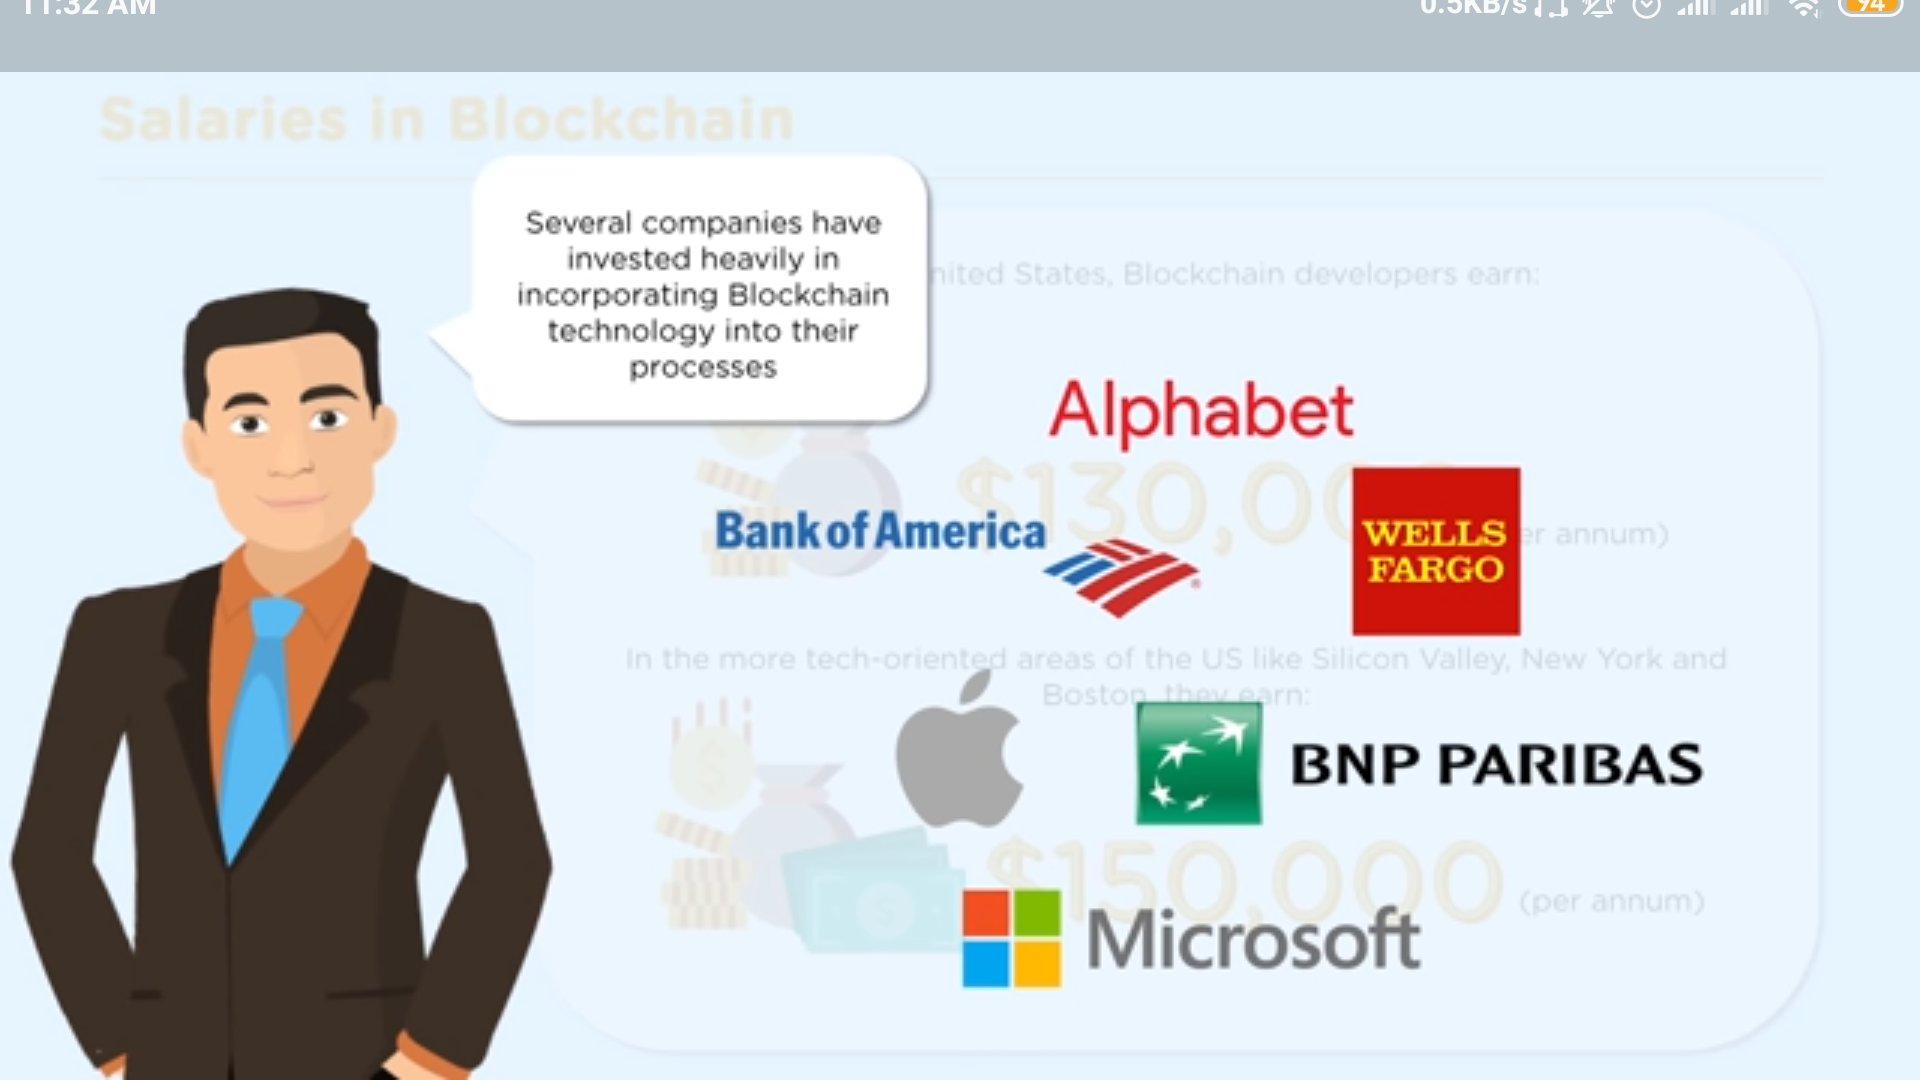 11:32 AM
0.5KB/s
94
Salaries in Blockchain
Several companies have
invested heavily in
incorporating Blockchain
technology into their
processes
nited States, Blockchain developers earn:
Alphabet
$130,00
er annum)
Bank of America
WELLS
FARGO
In the more tech-oriented areas of the US like Silicon Valley, New York and
Boston, they earn:
BNP PARIBAS
$150,000
(per annum)
Microsoft